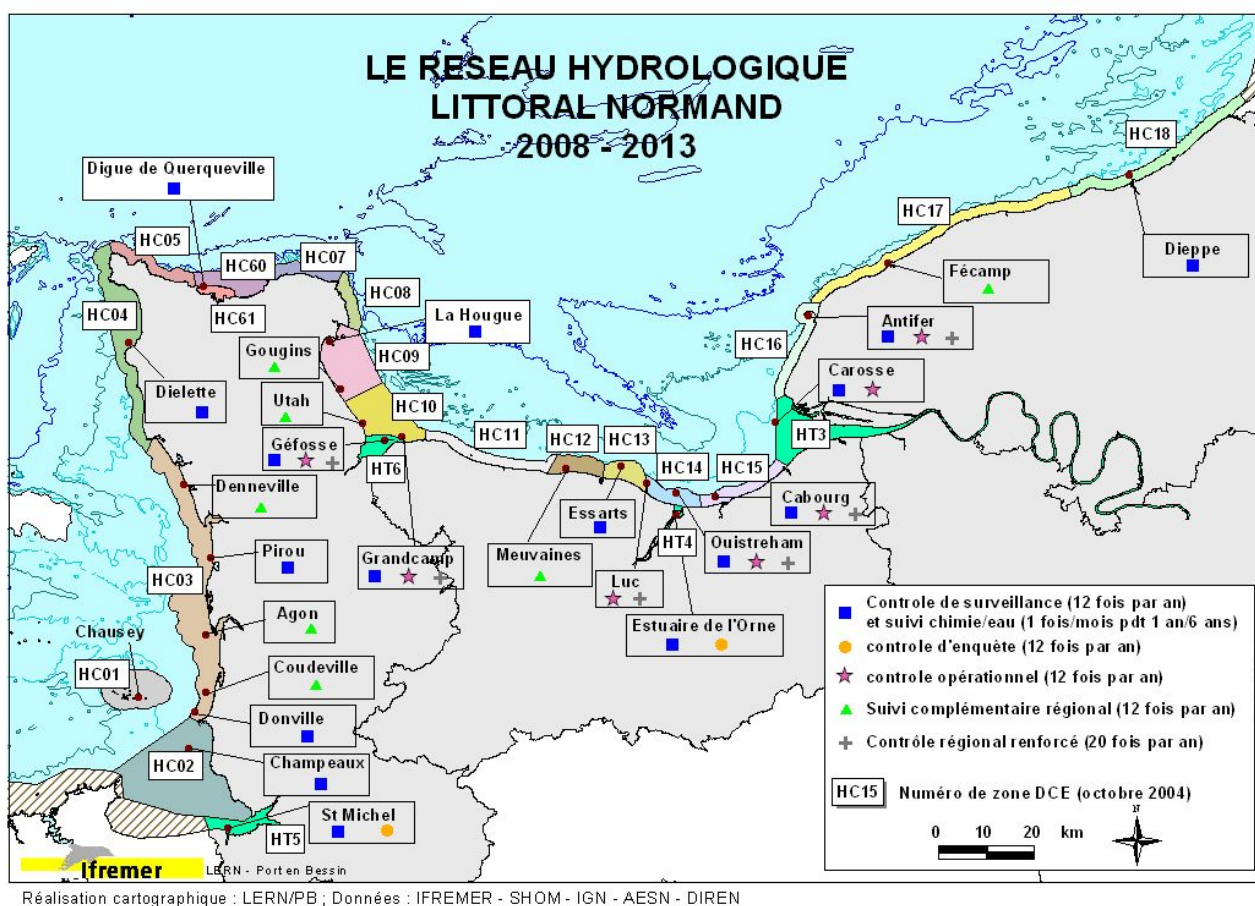 LE RESEAU HYDROLOGIQUE
LITTORAL NORMAND
2008 - 2013
HC18
Digue de Querqueville
HC17
HC05
HC60
HC07
Dieppe
Fécamp
HC08
HC61
HC04
La Hougue
Antifer
HC16
Gougins
HC09
Carosse
Dielette
Utah
HC10
HC11
HC12
HC13
HT3
Géfosse
HT6
HC14
HC15
Denneville
Essarts
Cabourg
HT4
Ouistreham
Pirou
Grandcamp
Meuvaines
Luc
HC03
Agon
Estuaire de l'Orne
Chausey
HC01
Coudeville
Donville
HC02
Champeaux
St Michel
HT5
Controle de surveillance (12 fois par an)
et suivi chimie/eau (1 fois/mois pdt 1 an/6 ans)
controle d'enquête (12 fois par an)
controle opérationnel (12 fois par an)
Suivi complémentaire régional (12 fois par an)
Contrôle régional renforcé (20 fois par an)
HC15 Numéro de zone DCE (octobre 2004)
0 10 20 km
N
Ifremer
LERN - Port en Bessin
Réalisation cartographique : LERN/PB ; Données : IFREMER - SHOM - IGN - AESN - DIREN